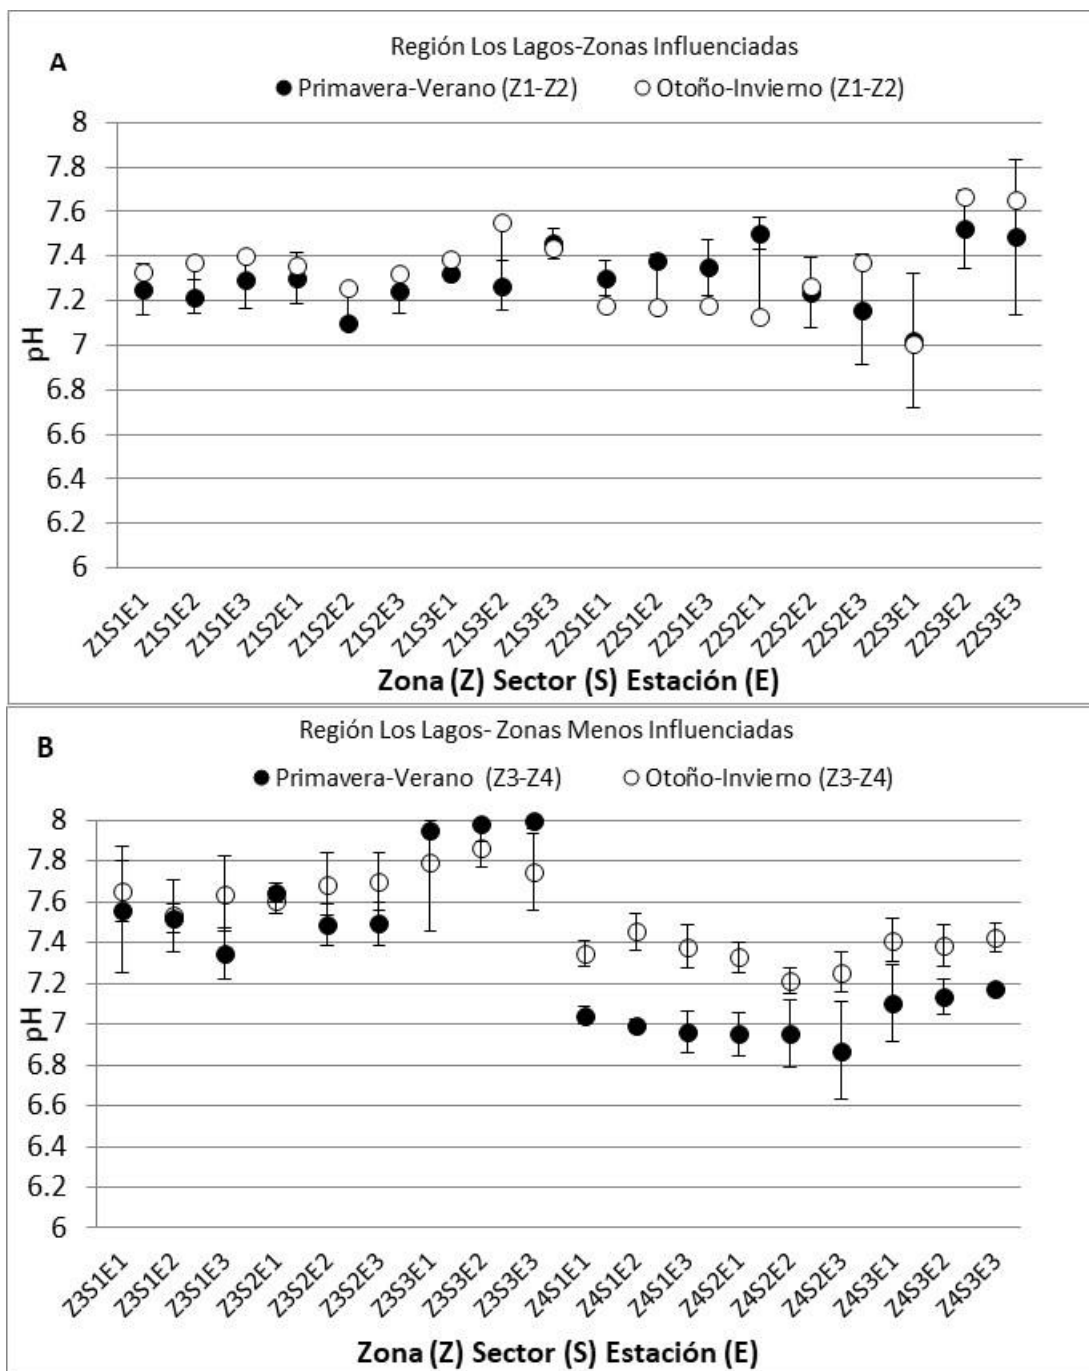 A
Región Los Lagos-Zonas Influenciadas
Primavera-Verano (Z1-Z2) Otoño-Invierno (Z1-Z2)
8
7.8
7.6
7.4
7.2
7
6.8
6.6
6.4
6.2
6
pH
Z1S1E1 Z1S1E2 Z1S1E3 Z1S2E1 Z1S2E2 Z1S2E3 Z1S3E1 Z1S3E2 Z1S3E3 Z2S1E1 Z2S1E2 Z2S1E3 Z2S2E1 Z2S2E2 Z2S2E3 Z2S3E1 Z2S3E2 Z2S3E3
Zona (Z) Sector (S) Estación (E)
B
Región Los Lagos- Zonas Menos Influenciadas
Primavera-Verano (Z3-Z4) Otoño-Invierno (Z3-Z4)
8
7.8
7.6
7.4
7.2
7
6.8
6.6
6.4
6.2
6
pH
Z3S1E1 Z3S1E2 Z3S1E3 Z3S2E1 Z3S2E2 Z3S2E3 Z3S3E1 Z3S3E2 Z3S3E3 Z4S1E1 Z4S1E2 Z4S1E3 Z4S2E1 Z4S2E2 Z4S2E3 Z4S3E1 Z4S3E2 Z4S3E3
Zona (Z) Sector (S) Estación (E)